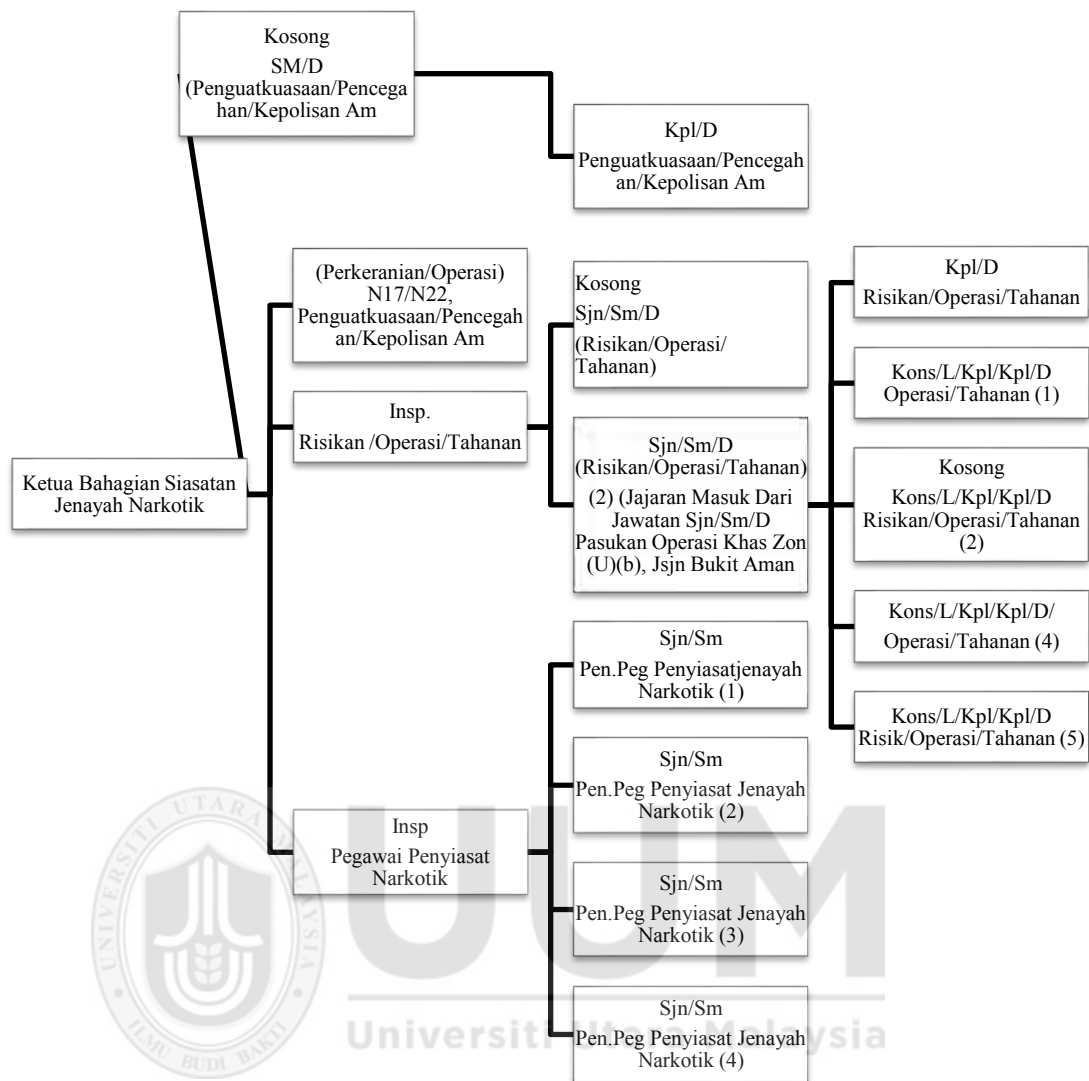 Kosong
SM/D
(Penguatkuasaan/Pencega
han/Kepolisan Am
Kpl/D
Penguatkuasaan/Pencegah
an/Kepolisan Am
(Perkeranian/Operasi)
N17/N22,
Penguatkuasaan/Pencegah
an/Kepolisan Am
Insp.
Risikan /Operasi/Tahanan
Ketua Bahagian Siasatan
Jenayah Narkotik
Kosong
Sjn/Sm/D
(Risikan/Operasi/
Tahanan)
Sjn/Sm/D
(Risikan/Operasi/Tahanan)
(2) (Jajaran Masuk Dari
Jawatan Sjn/Sm/D
Pasukan Operasi Khas Zon
(U)(b), Jsjn Bukit Aman
Kpl/D
Risikan/Operasi/Tahanan
Kons/L/Kpl/Kpl/D
Operasi/Tahanan (1)
Kosong
Kons/L/Kpl/Kpl/D
Risikan/Operasi/Tahanan
(2)
Kons/L/Kpl/Kpl/D/
Operasi/Tahanan (4)
Kons/L/Kpl/Kpl/D
Risik/Operasi/Tahanan (5)
Insp
Pegawai Penyiasat
Narkotik
Sjn/Sm
Pen.Peg Penyiasatjenayah
Narkotik (1)
Sjn/Sm
Pen.Peg Penyiasat Jenayah
Narkotik (2)
Sjn/Sm
Pen.Peg Penyiasat Jenayah
Narkotik (3)
Sjn/Sm
Pen.Peg Penyiasat Jenayah
Narkotik (4)
UNIVERSITI UTARA MALAYSIA
ILMU BUDI BAKTI
UUM
Universiti Utara Malaysia